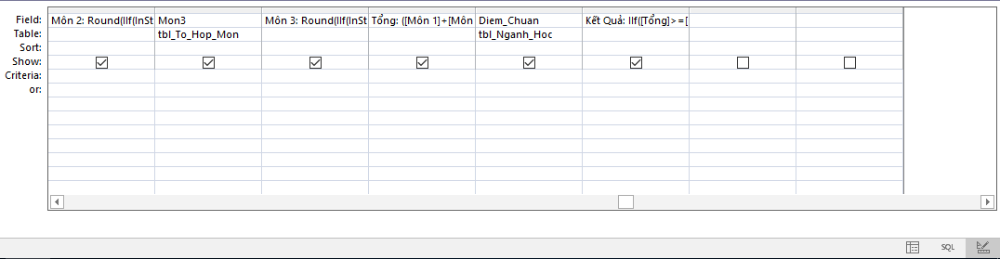 Field: Môn 2: Round(IIf(InSt Mon3 Môn 3: Round(IIf(InSt Tổng: ([Môn 1]+[Môn Diem_Chuan Kết Quả: IIf([Tổng]>=[
Table: tbl_To_Hop_Mon tbl_Nganh_Hoc
Sort:
Show:
Criteria:
or:
SQL